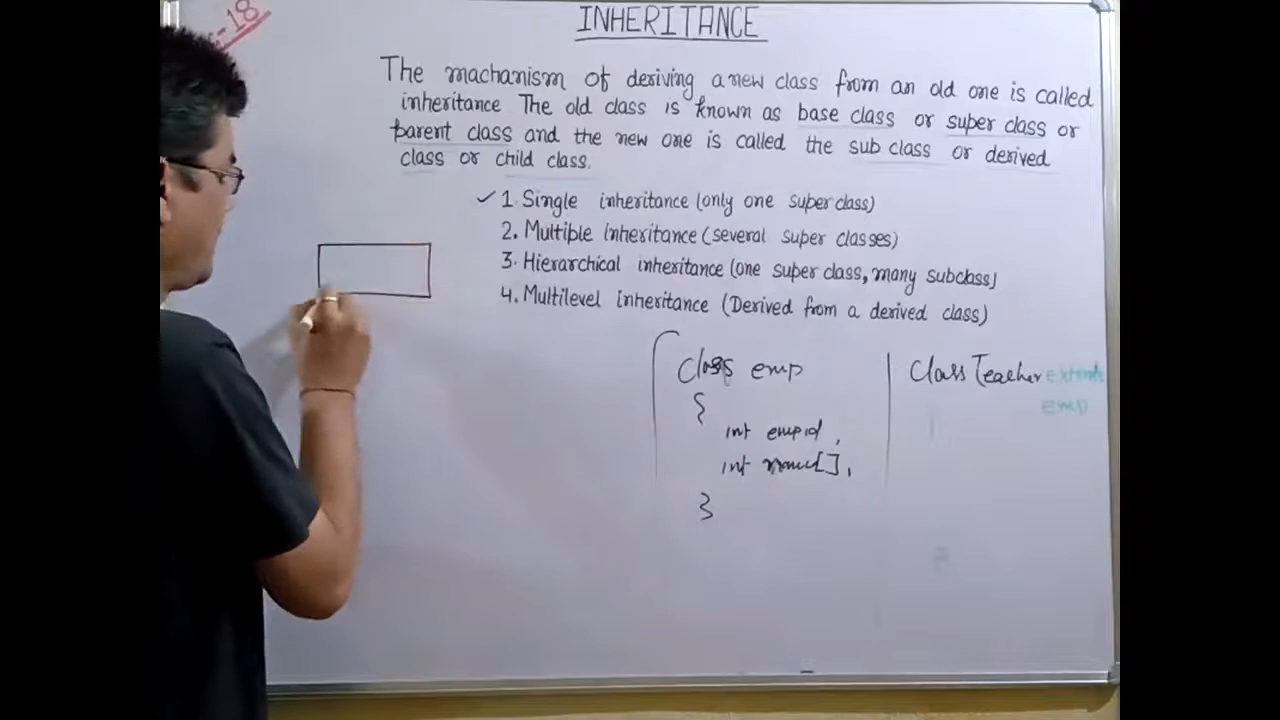 -18
INHERITANCE
The machanism of deriving a new class from an old one is called
inheritance The old class is known as base class or super class or
parent class and the new one is called the sub class or derived
class or child class.
✓ 1. Single inheritance (only one super class)
2. Multiple Inheritance (several super classes)
3. Hierarchical inheritance (one super class, many subclass)
4. Multilevel inheritance (Derived from a derived class)
Class emp
{
int empid,
int name[],
}
Class Teacher extends
emp